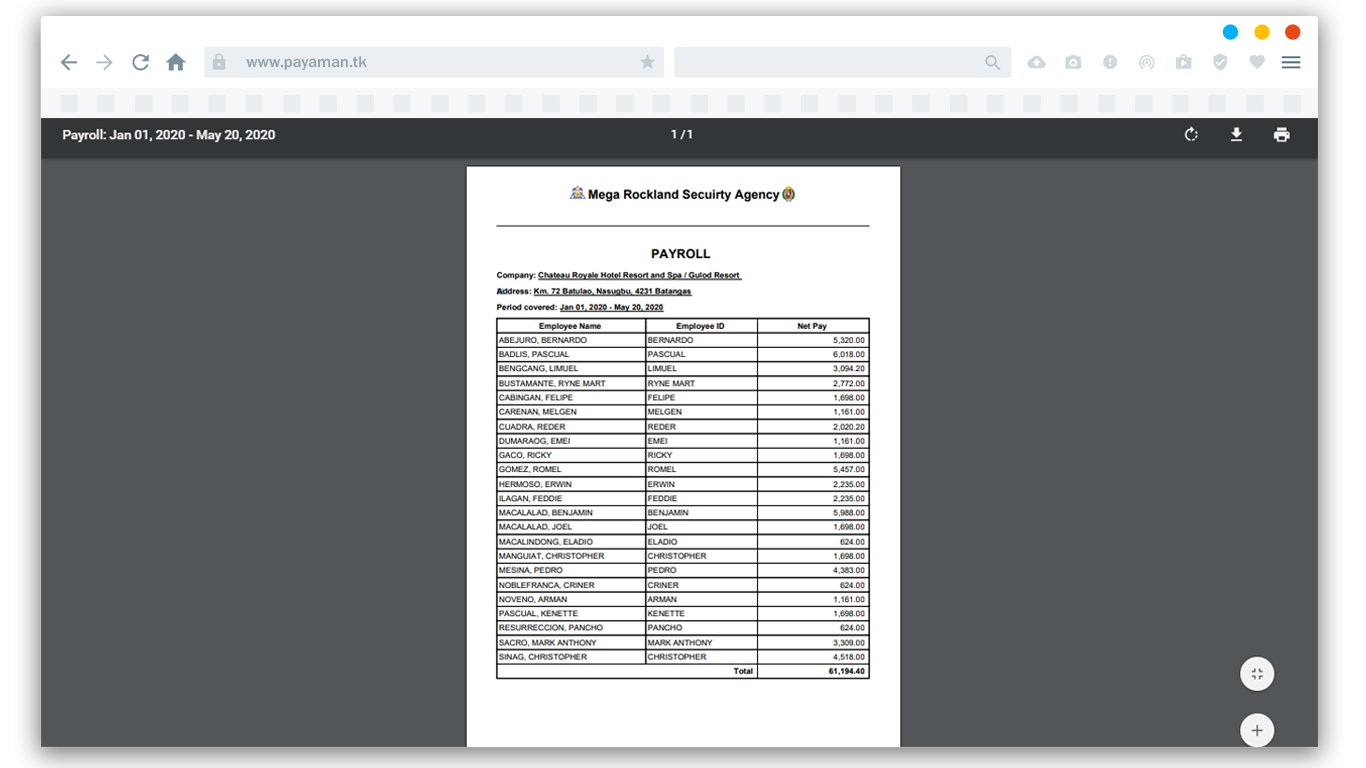 www.payaman.tk
Payroll: Jan 01, 2020 - May 20, 2020 1 / 1
Mega Rockland Secuirty Agency
PAYROLL
Company: Chateau Royale Hotel Resort and Spa / Gulod Resort
Address: Km. 72 Batulao, Nasugbu, 4231 Batangas
Period covered: Jan 01, 2020 - May 20, 2020
Employee Name Employee ID Net Pay
ABEJURO, BERNARDO BERNARDO 5,320.00
BADLIS, PASCUAL PASCUAL 6,018.00
BENGCANG, LIMUEL LIMUEL 3,094.20
BUSTAMANTE, RYNE MART RYNE MART 2,772.00
CABINGAN, FELIPE FELIPE 1,698.00
CARENAN, MELGEN MELGEN 1,161.00
CUADRA, REDER REDER 2,020.20
DUMARAOG, EMEI EMEI 1,161.00
GACO, RICKY RICKY 1,698.00
GOMEZ, ROMEL ROMEL 5,457.00
HERMOSO, ERWIN ERWIN 2,235.00
ILAGAN, FEDDIE FEDDIE 2,235.00
MACALALAD, BENJAMIN BENJAMIN 5,988.00
MACALALAD, JOEL JOEL 1,698.00
MACALINDONG, ELADIO ELADIO 624.00
MANGUIAT, CHRISTOPHER CHRISTOPHER 1,698.00
MESINA, PEDRO PEDRO 4,383.00
NOBLEFRANCA, CRINER CRINER 624.00
NOVENO, ARMAN ARMAN 1,161.00
PASCUAL, KENETTE KENETTE 1,698.00
RESURRECCION, PANCHO PANCHO 624.00
SACRO, MARK ANTHONY MARK ANTHONY 3,309.00
SINAG, CHRISTOPHER CHRISTOPHER 4,518.00
Total 61,194.40